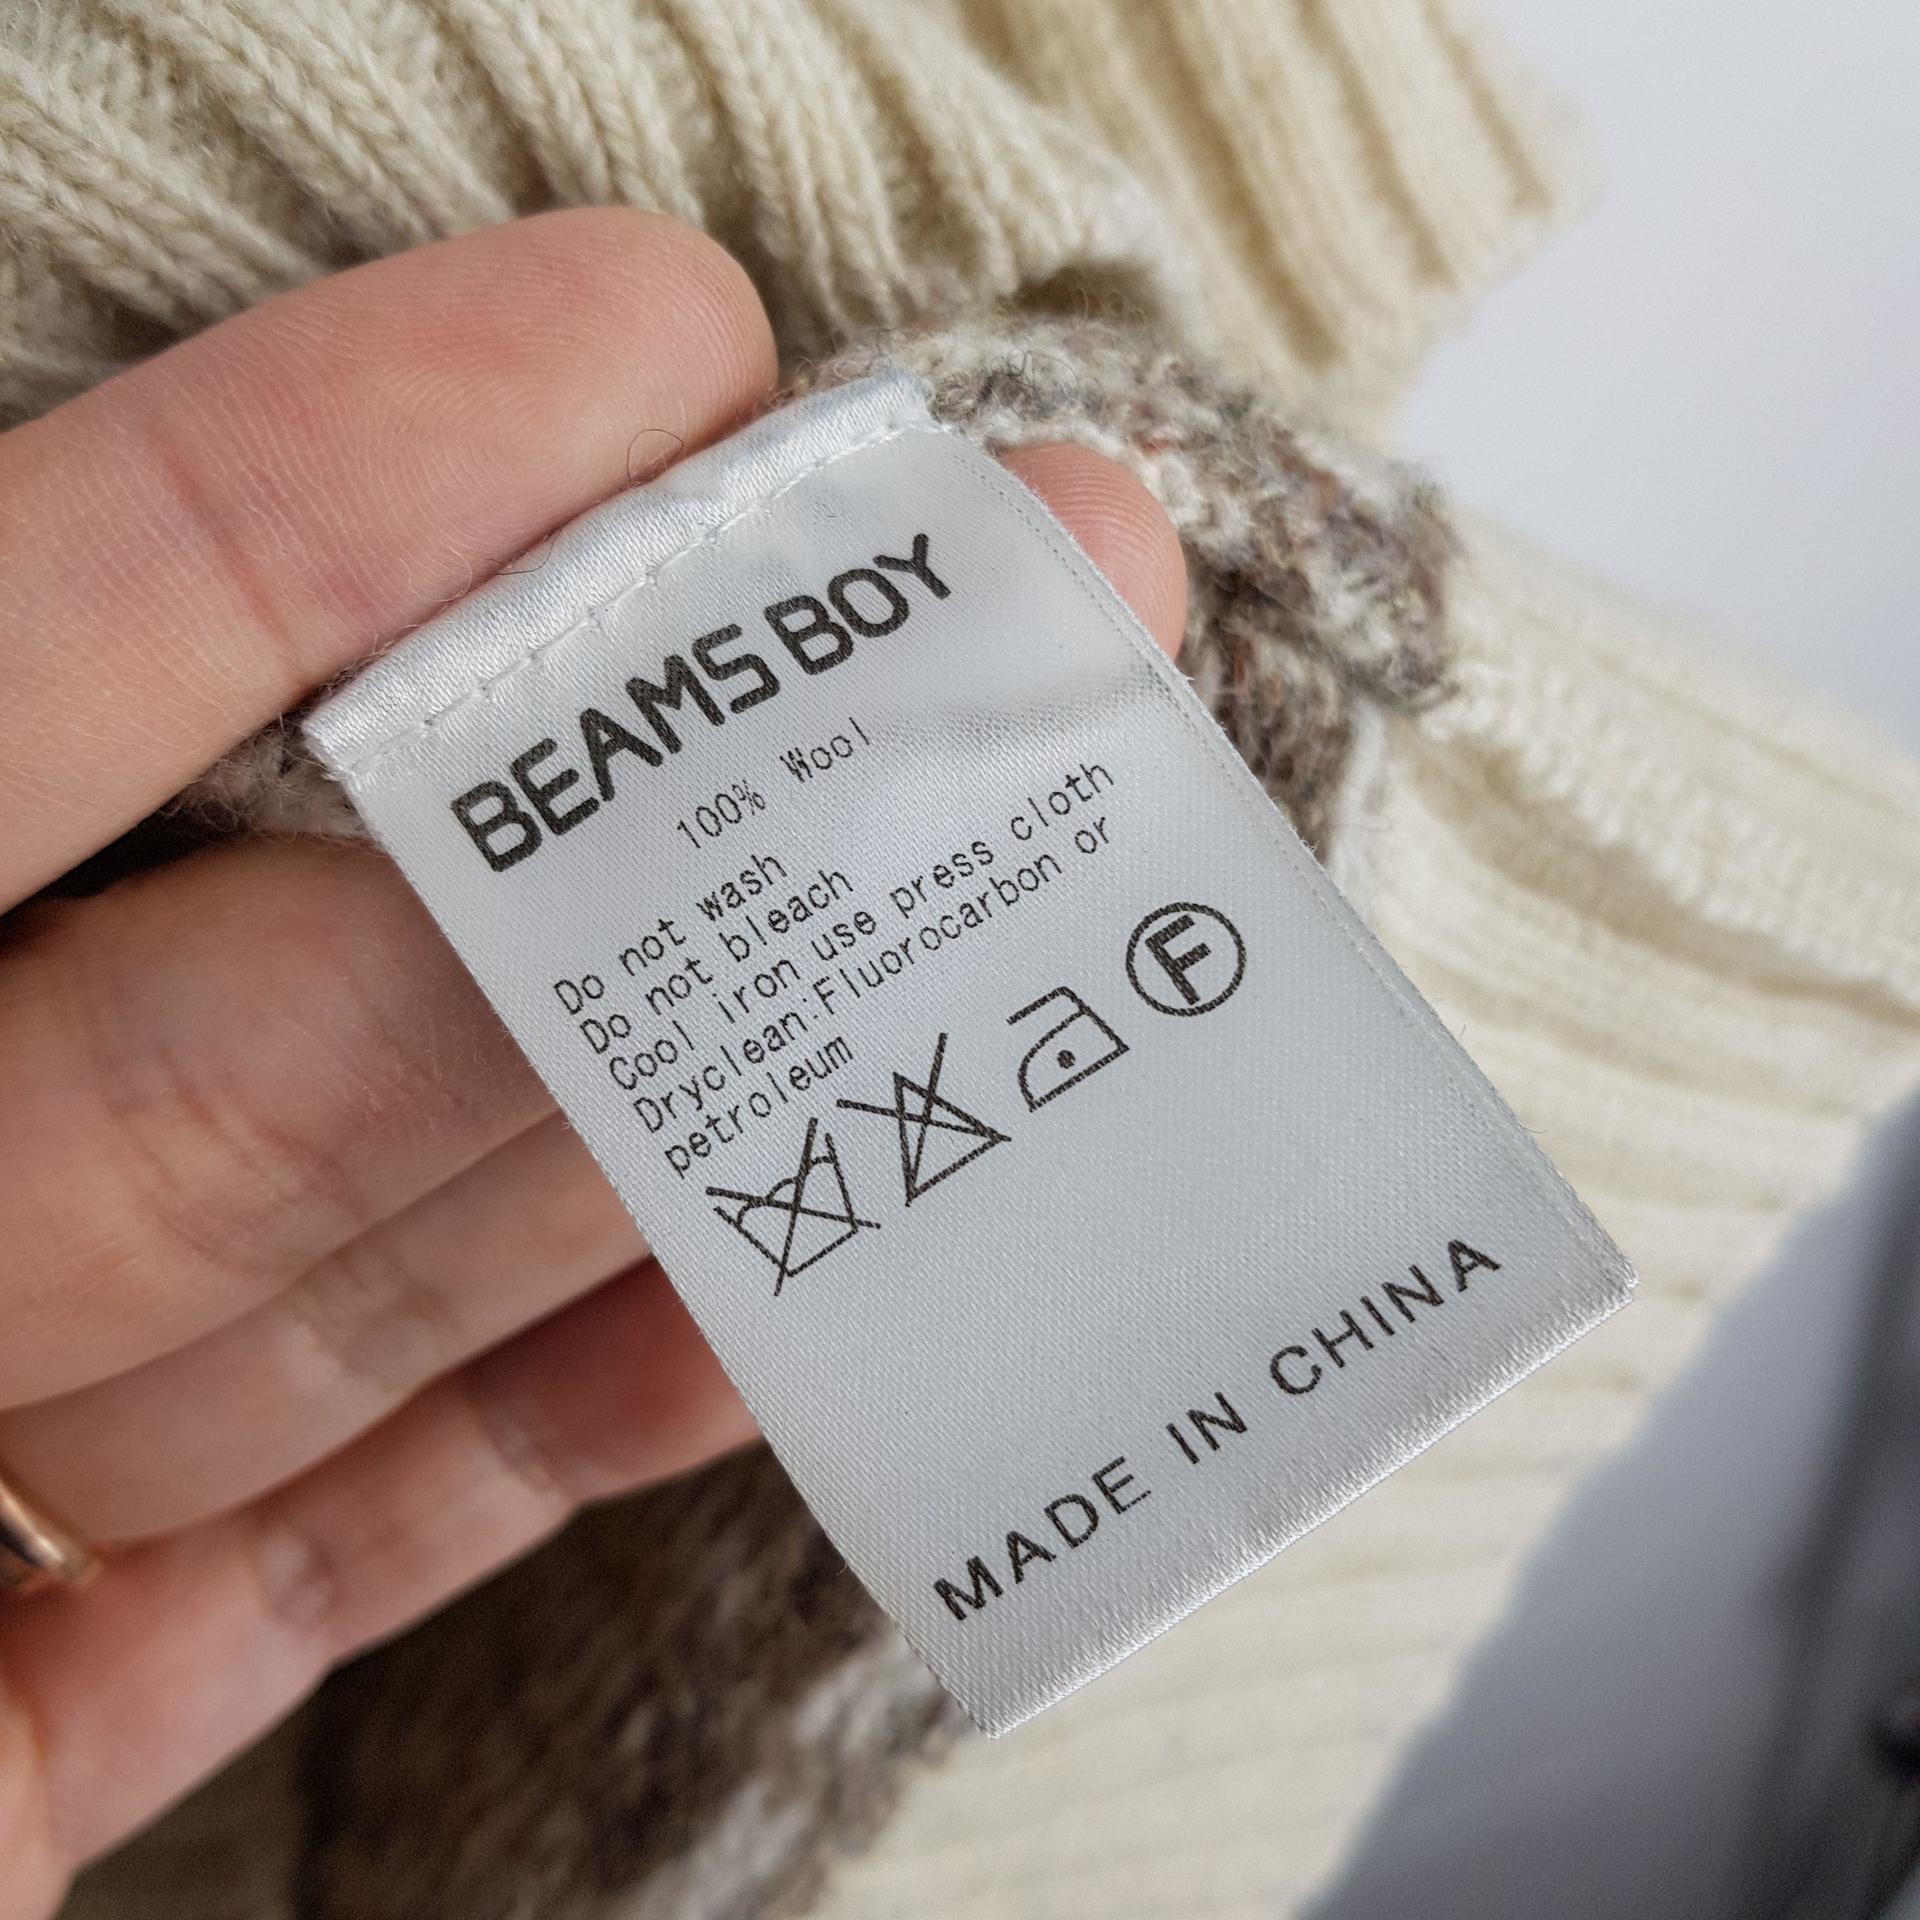 BEAMS BOY
100% Wool
Do not wash
Do not bleach
Cool iron use press cloth
Dryclean:Fluorocarbon or
petroleum
F
MADE IN CHINA